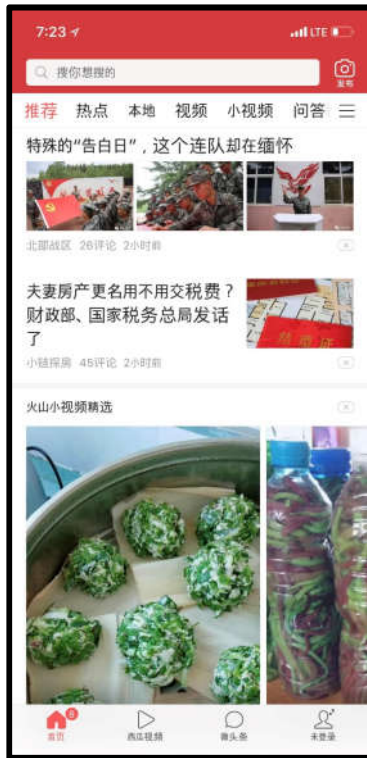 7:23
LTE
搜你想搜的
发布
推荐 热点 本地 视频 小视频 问答
特殊的“告白日”，这个连队却在缅怀
北部战区 26评论 2小时前
夫妻房产更名用不用交税费？
财政部、国家税务总局发话
了
结婚证
小链探房 45评论 2小时前
火山小视频精选
8
首页
西瓜视频
微头条
未登录